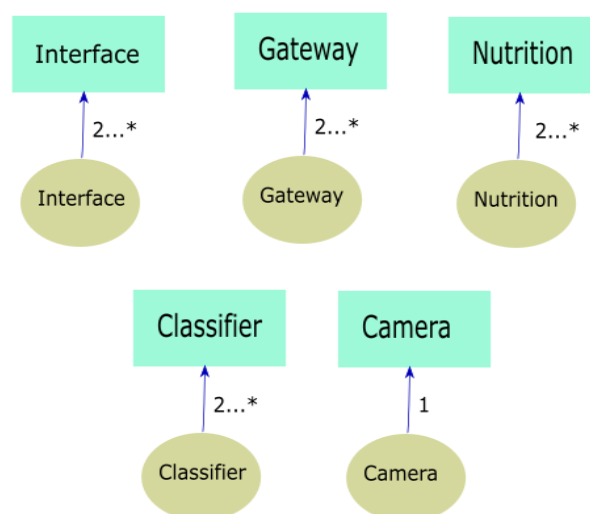 Interface
Gateway
Nutrition
2...*
2...*
2...*
Interface
Gateway
Nutrition
Classifier
Camera
2...*
1
Classifier
Camera